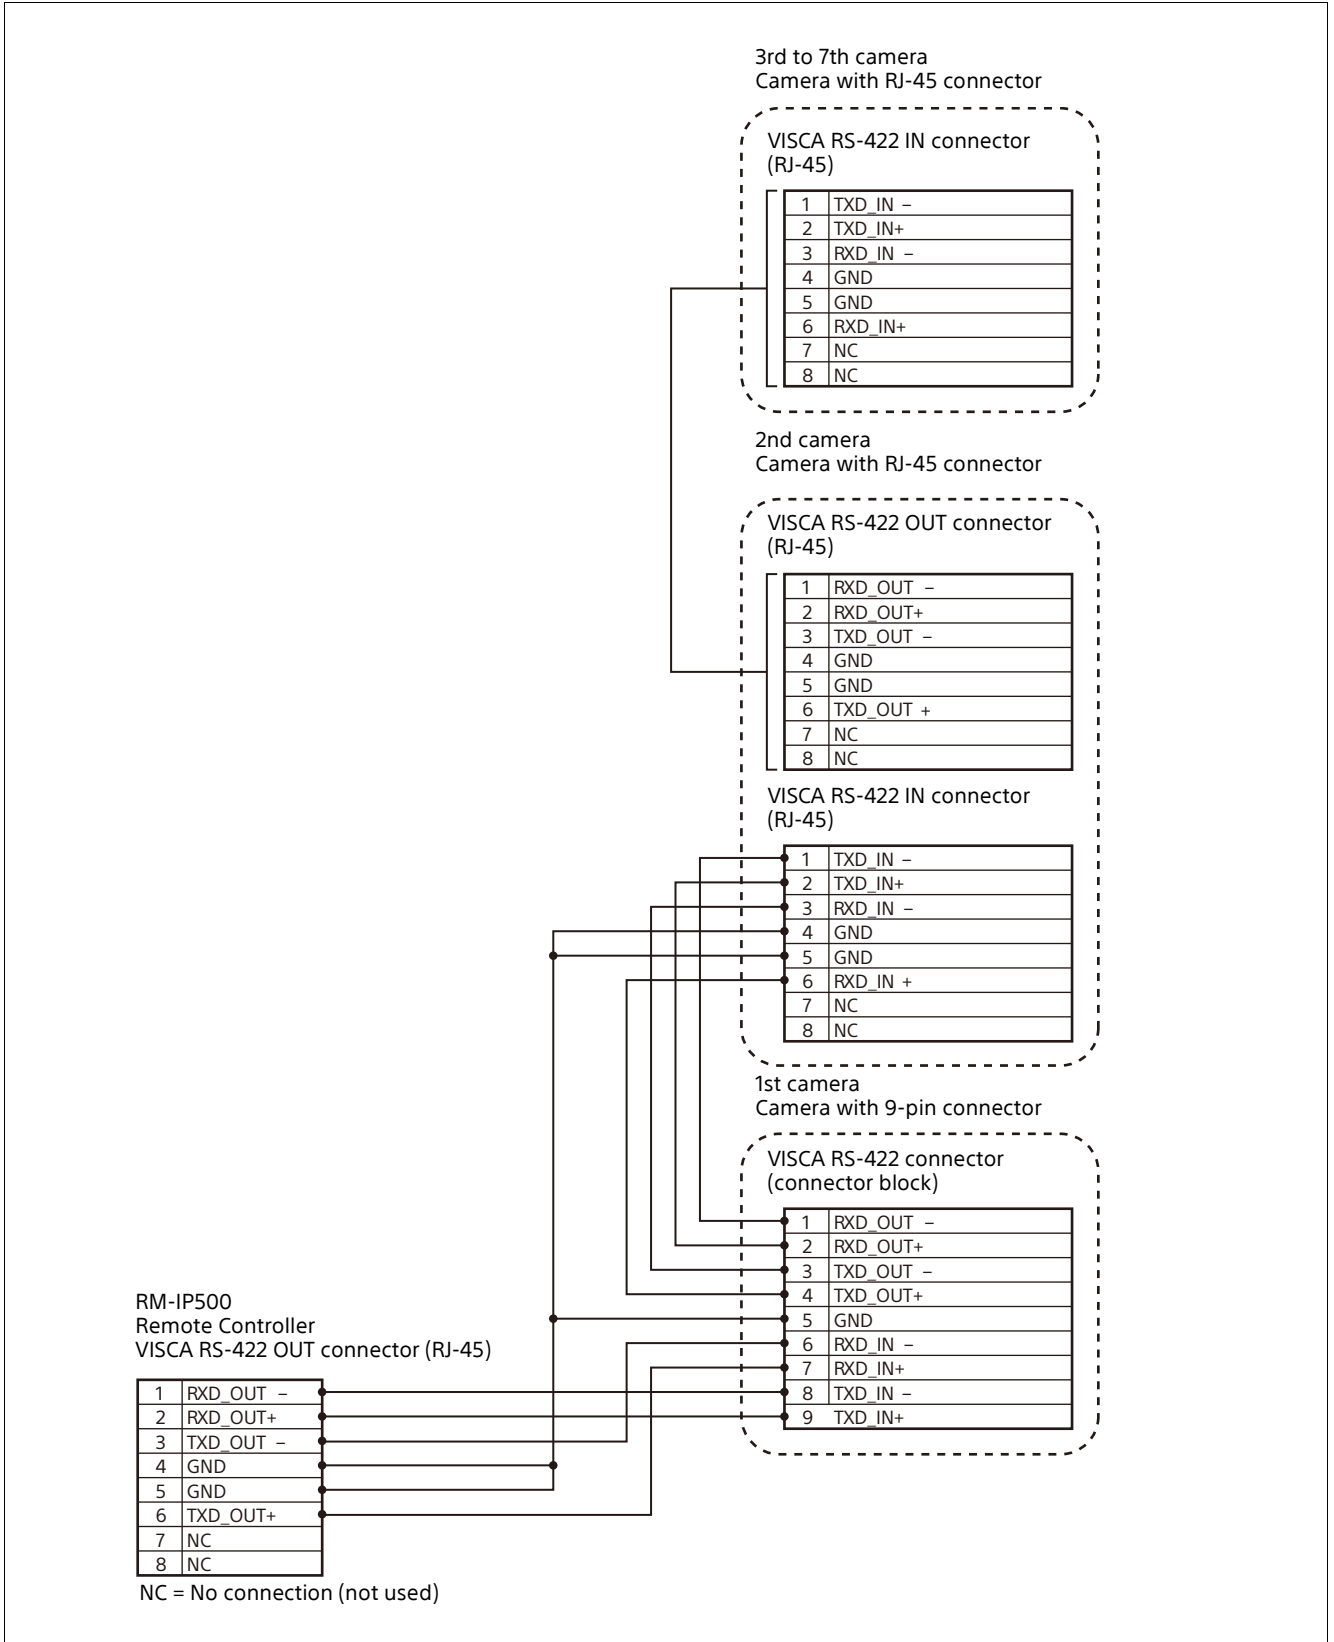 3rd to 7th camera
Camera with RJ-45 connector
VISCA RS-422 IN connector
(RJ-45)
1 TXD_IN –
2 TXD_IN+
3 RXD_IN –
4 GND
5 GND
6 RXD_IN+
7 NC
8 NC
2nd camera
Camera with RJ-45 connector
VISCA RS-422 OUT connector
(RJ-45)
1 RXD_OUT –
2 RXD_OUT+
3 TXD_OUT –
4 GND
5 GND
6 TXD_OUT +
7 NC
8 NC
VISCA RS-422 IN connector
(RJ-45)
1 TXD_IN –
2 TXD_IN+
3 RXD_IN –
4 GND
5 GND
6 RXD_IN +
7 NC
8 NC
1st camera
Camera with 9-pin connector
VISCA RS-422 connector
(connector block)
1 RXD_OUT –
2 RXD_OUT+
3 TXD_OUT –
4 TXD_OUT+
5 GND
6 RXD_IN –
7 RXD_IN+
8 TXD_IN –
9 TXD_IN+
RM-IP500
Remote Controller
VISCA RS-422 OUT connector (RJ-45)
1 RXD_OUT –
2 RXD_OUT+
3 TXD_OUT –
4 GND
5 GND
6 TXD_OUT+
7 NC
8 NC
NC = No connection (not used)